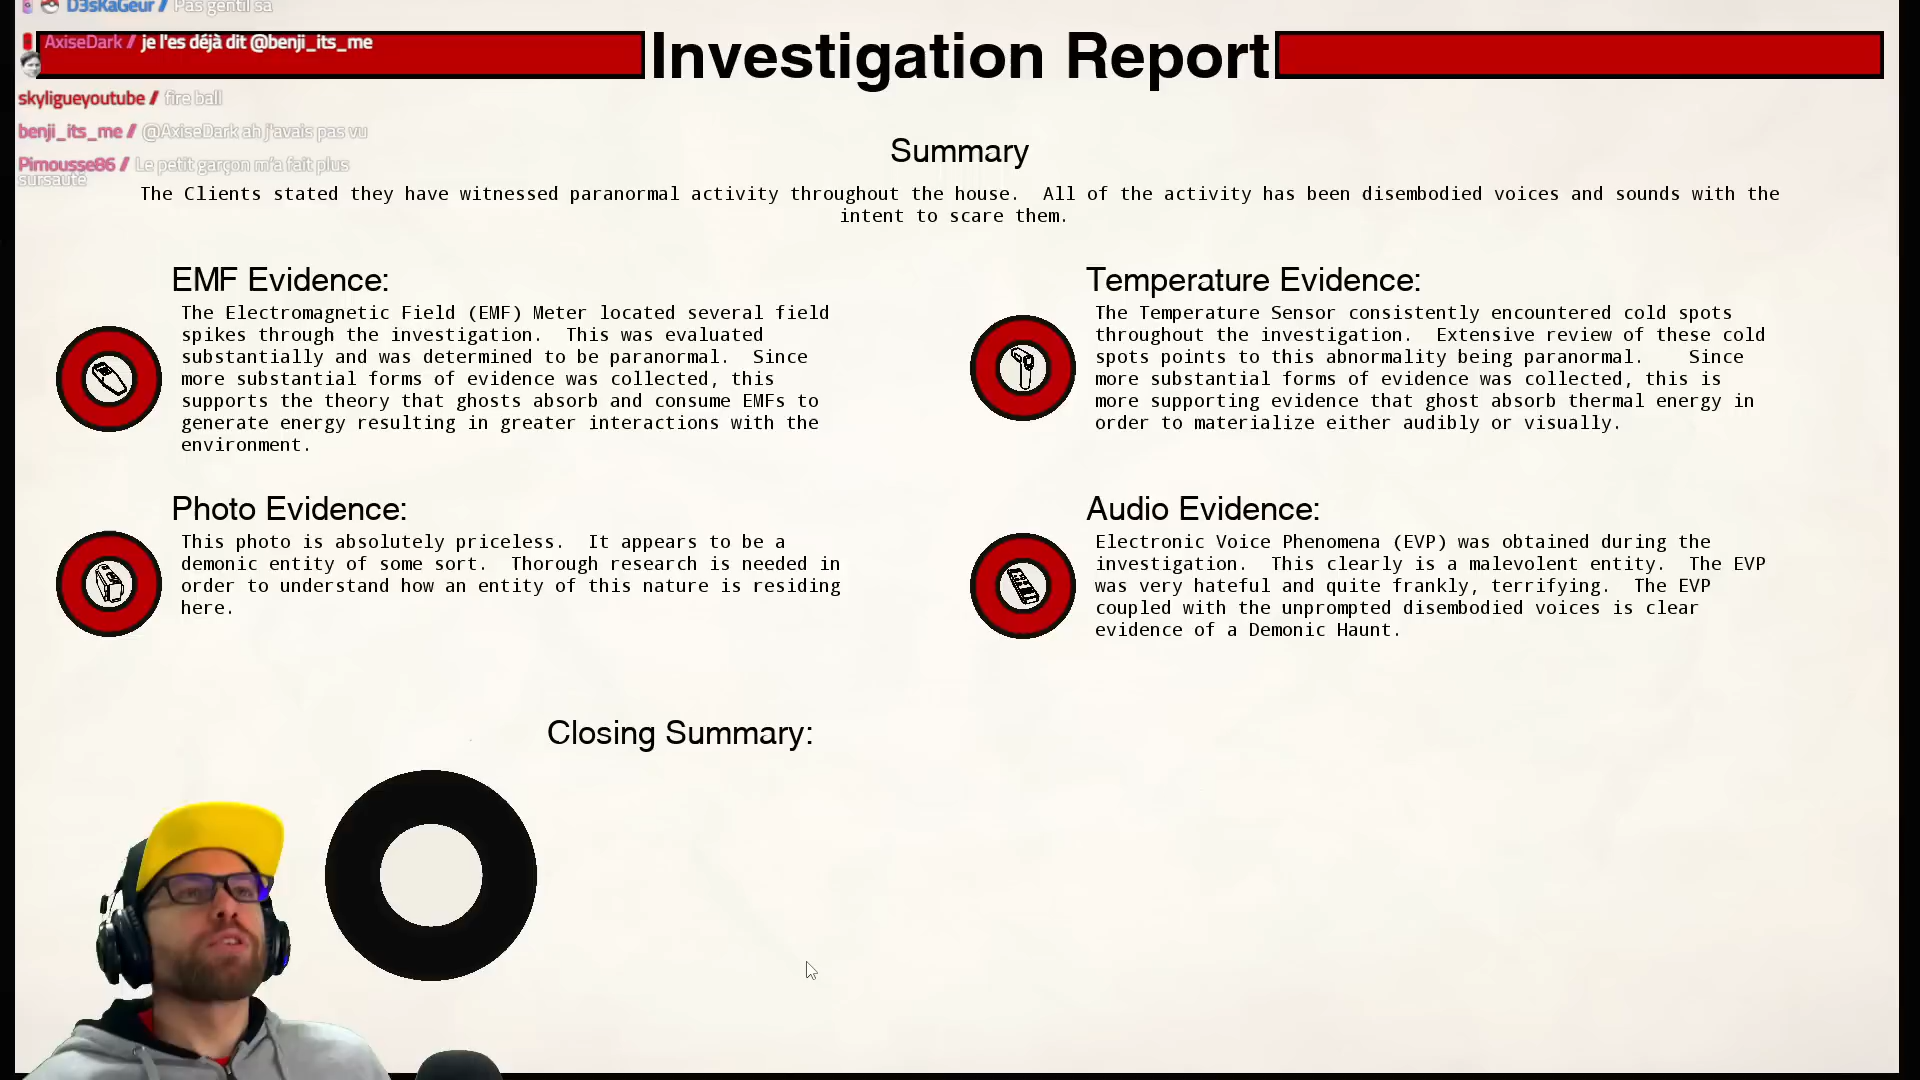 D3sKaGeur / Pas gentil sa
AxiseDark / je l'es déjà dit @benji_its_me
skyligueyoutube / fire ball
benji_its_me / @AxiseDark ah j'avais pas vu
Pimousse86 / Le petit garçon m'a fait plus
sursauté
Investigation Report
Summary
The Clients stated they have witnessed paranormal activity throughout the house.  All of the activity has been disembodied voices and sounds with the
intent to scare them.
EMF Evidence:
The Electromagnetic Field (EMF) Meter located several field
spikes through the investigation.  This was evaluated
substantially and was determined to be paranormal.  Since
more substantial forms of evidence was collected, this
supports the theory that ghosts absorb and consume EMFs to
generate energy resulting in greater interactions with the
environment.
Temperature Evidence:
The Temperature Sensor consistently encountered cold spots
throughout the investigation.  Extensive review of these cold
spots points to this abnormality being paranormal.    Since
more substantial forms of evidence was collected, this is
more supporting evidence that ghost absorb thermal energy in
order to materialize either audibly or visually.
Photo Evidence:
This photo is absolutely priceless.  It appears to be a
demonic entity of some sort.  Thorough research is needed in
order to understand how an entity of this nature is residing
here.
Audio Evidence:
Electronic Voice Phenomena (EVP) was obtained during the
investigation.  This clearly is a malevolent entity.  The EVP
was very hateful and quite frankly, terrifying.  The EVP
coupled with the unprompted disembodied voices is clear
evidence of a Demonic Haunt.
Closing Summary: